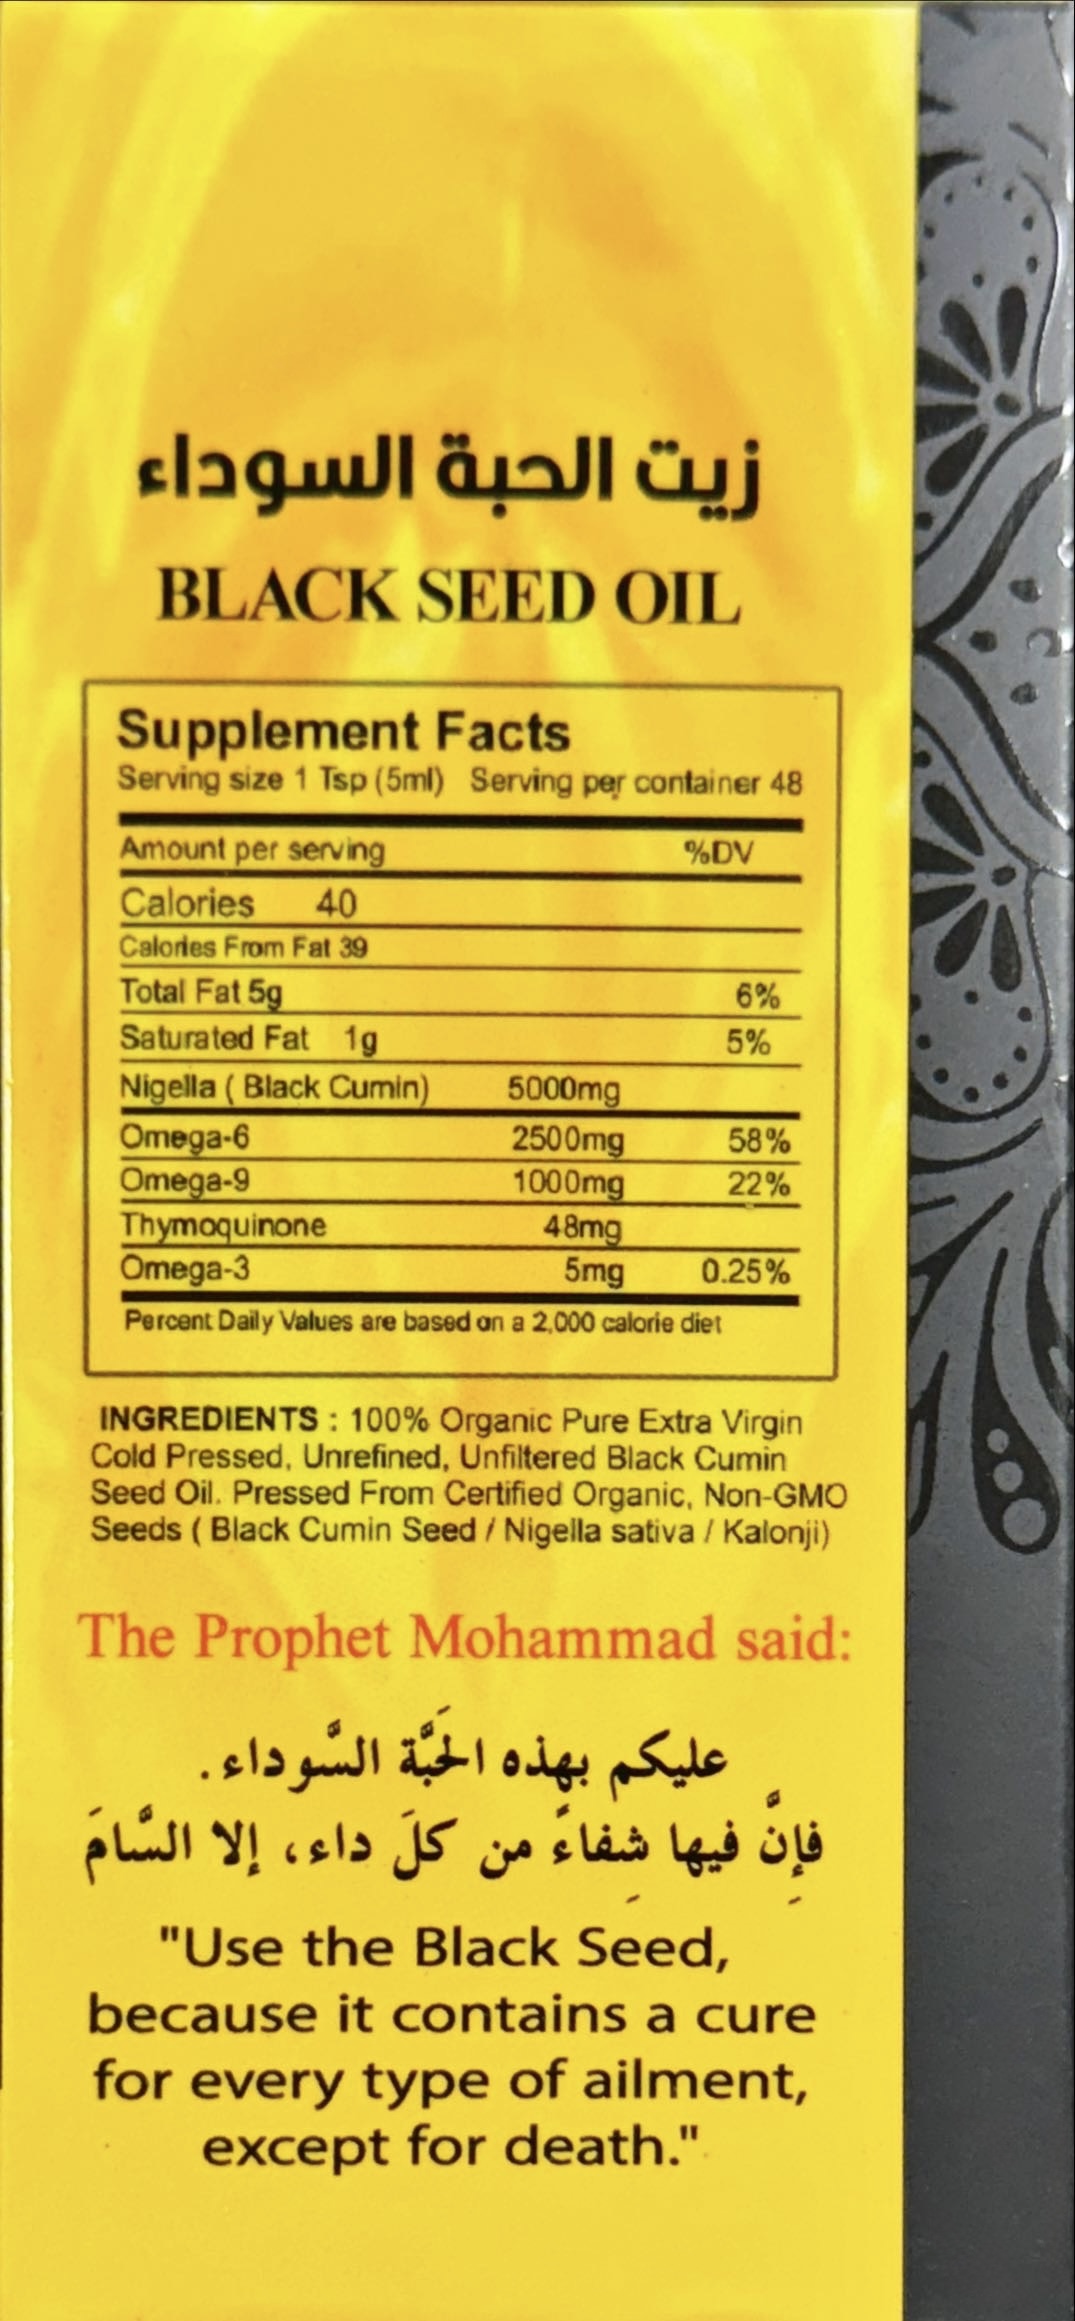 زيت الحبة السوداء
BLACK SEED OIL
Supplement Facts
Serving size 1 Tsp (5ml) Serving per container 48
Amount per serving %DV
Calories 40
Calories From Fat 39
Total Fat 5g 6%
Saturated Fat 1g 5%
Nigella ( Black Cumin) 5000mg
Omega-6 2500mg 58%
Omega-9 1000mg 22%
Thymoquinone 48mg
Omega-3 5mg 0.25%
Percent Daily Values are based on a 2,000 calorie diet
INGREDIENTS : 100% Organic Pure Extra Virgin
Cold Pressed, Unrefined, Unfiltered Black Cumin
Seed Oil. Pressed From Certified Organic, Non-GMO
Seeds ( Black Cumin Seed / Nigella sativa / Kalonji)
The Prophet Mohammad said:
عليكم بهذه الحَبَّة السَّوداء.
فإِنَّ فيها شِفاءً من كلَ داء، إلا السَّامَ
"Use the Black Seed,
because it contains a cure
for every type of ailment,
except for death."